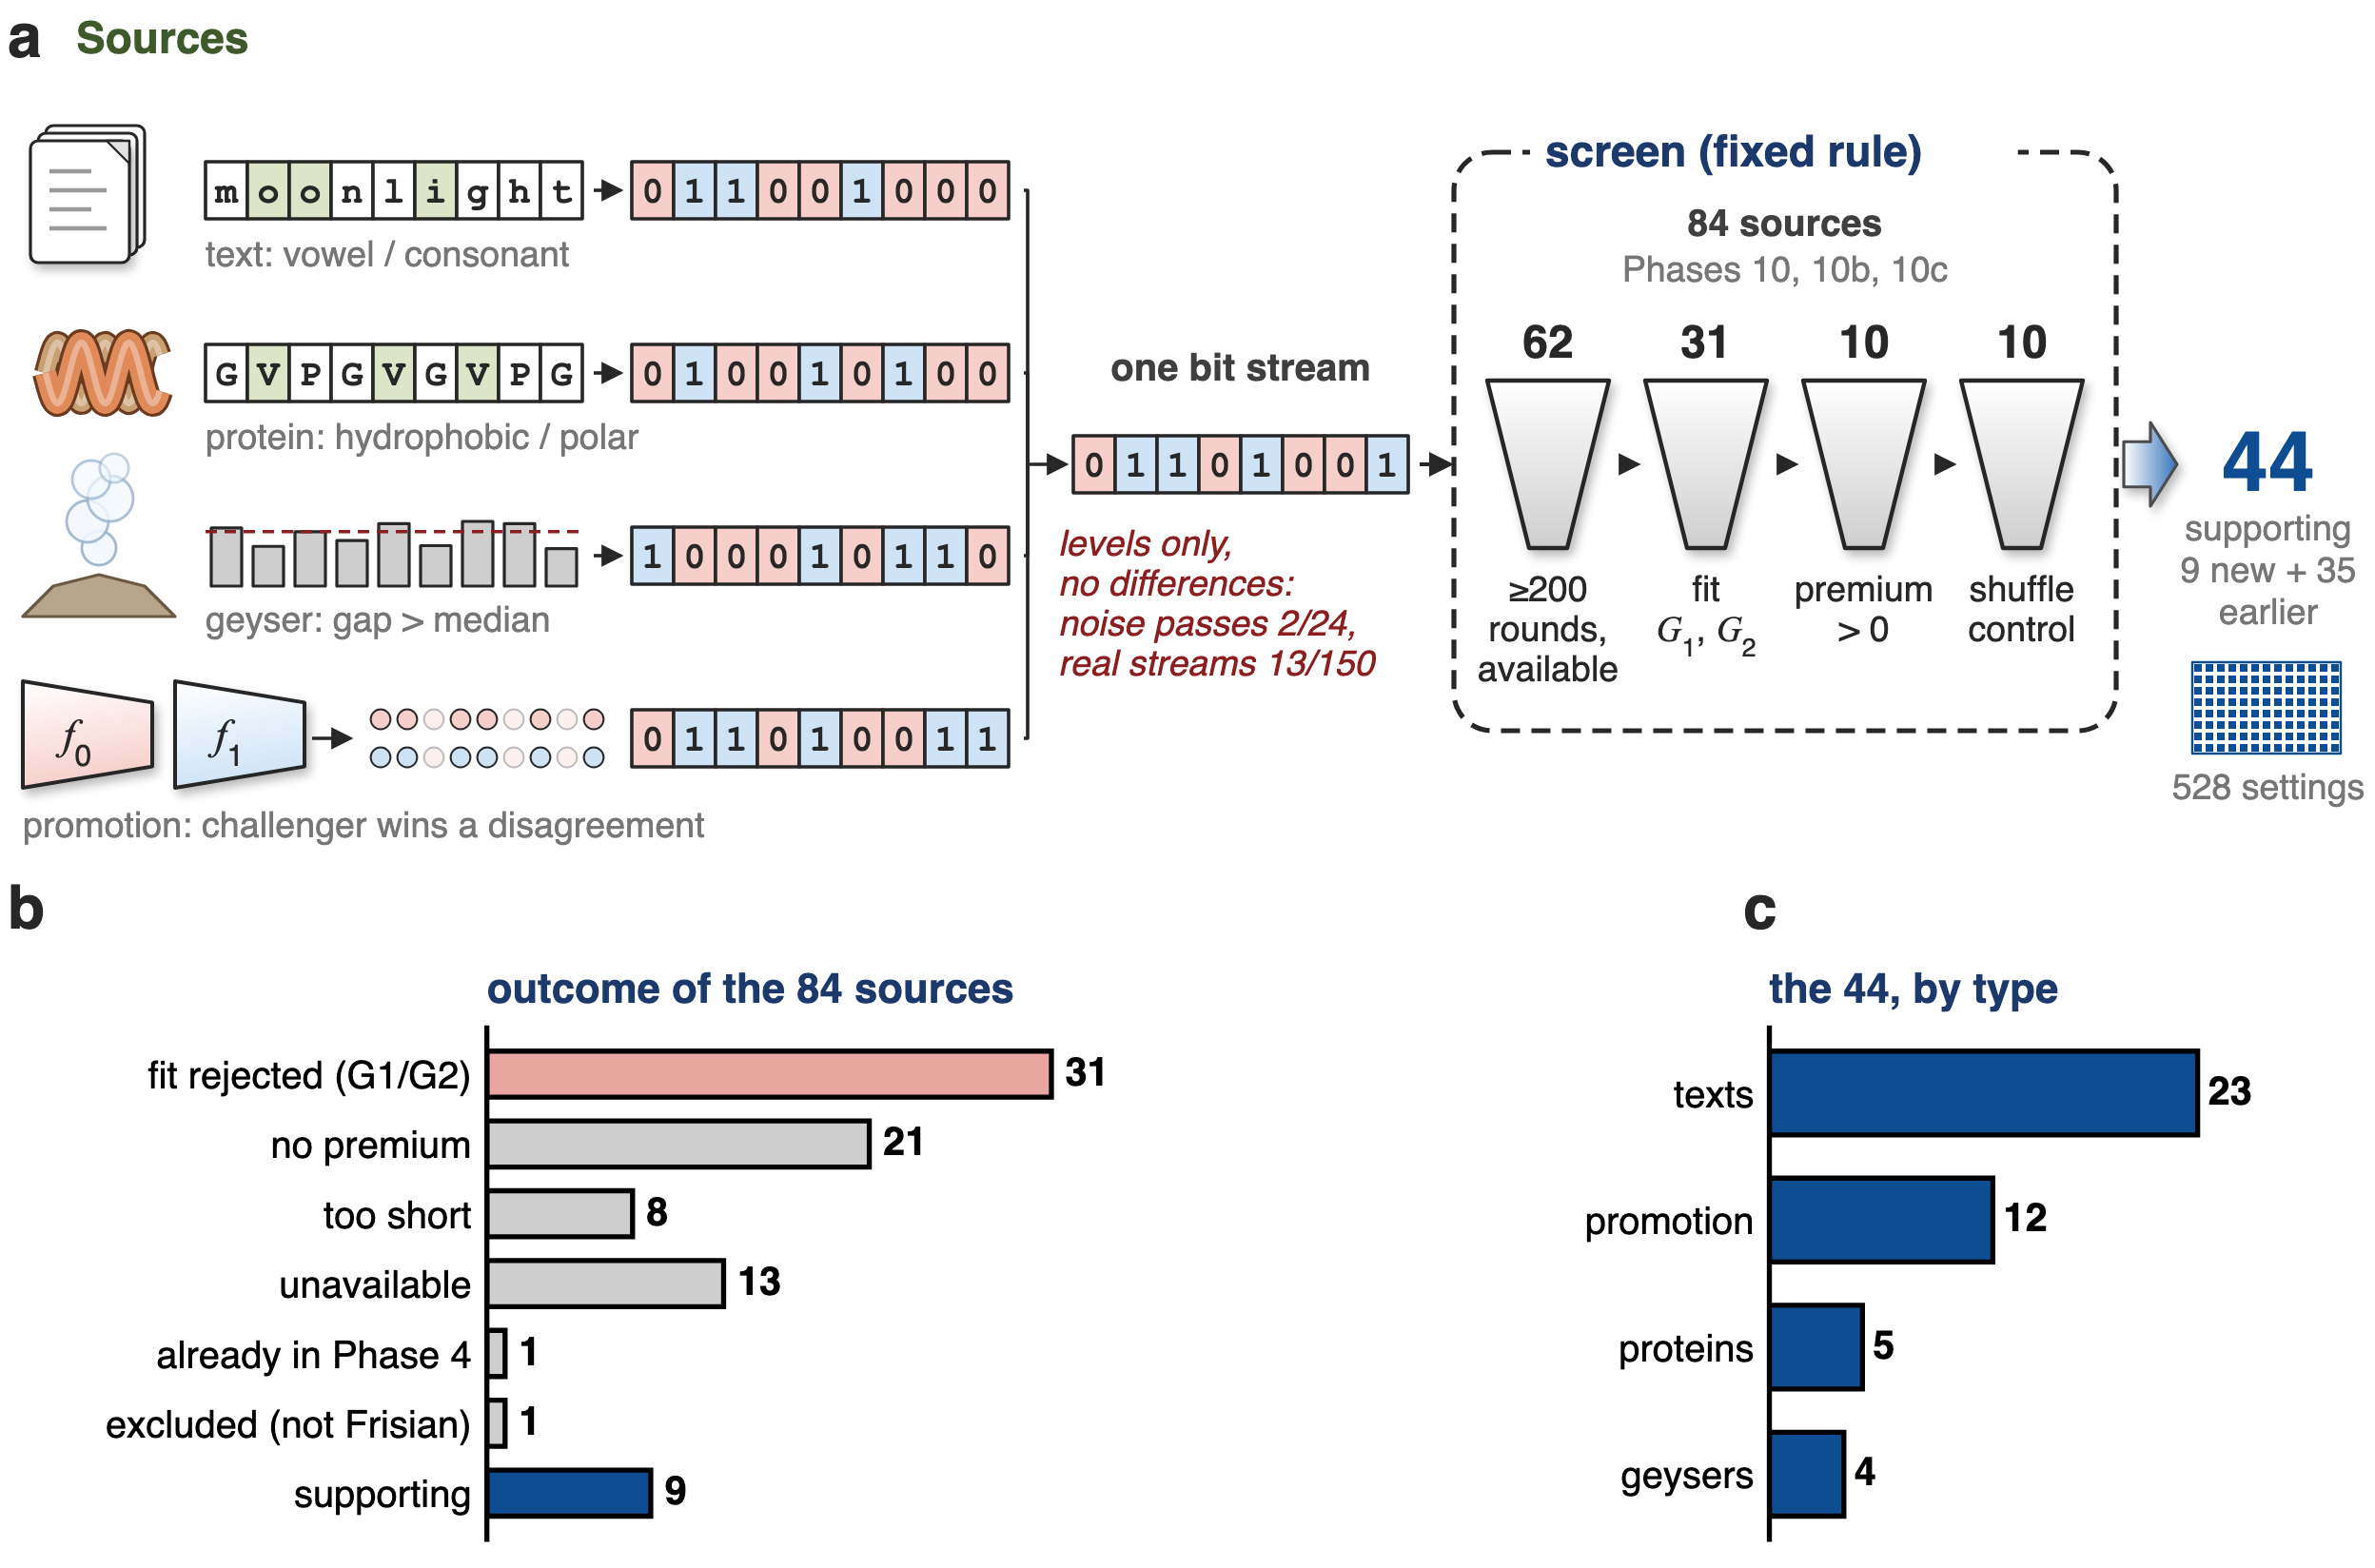 a Sources
m o o n l i g h t
0 1 1 0 0 1 0 0 0
text: vowel / consonant
G V P G V G V P G
0 1 0 0 1 0 1 0 0
protein: hydrophobic / polar
1 0 0 0 1 0 1 1 0
geyser: gap > median
f0 f1
0 1 1 0 1 0 0 1 1
promotion: challenger wins a disagreement
one bit stream
0 1 1 0 1 0 0 1
levels only,
no differences:
noise passes 2/24,
real streams 13/150
screen (fixed rule)
84 sources
Phases 10, 10b, 10c
62 31 10 10
≥200
rounds,
available
fit
G1, G2
premium
> 0
shuffle
control
44
supporting
9 new + 35
earlier
528 settings
b
outcome of the 84 sources
fit rejected (G1/G2) 31
no premium 21
too short 8
unavailable 13
already in Phase 4 1
excluded (not Frisian) 1
supporting 9
c
the 44, by type
texts 23
promotion 12
proteins 5
geysers 4